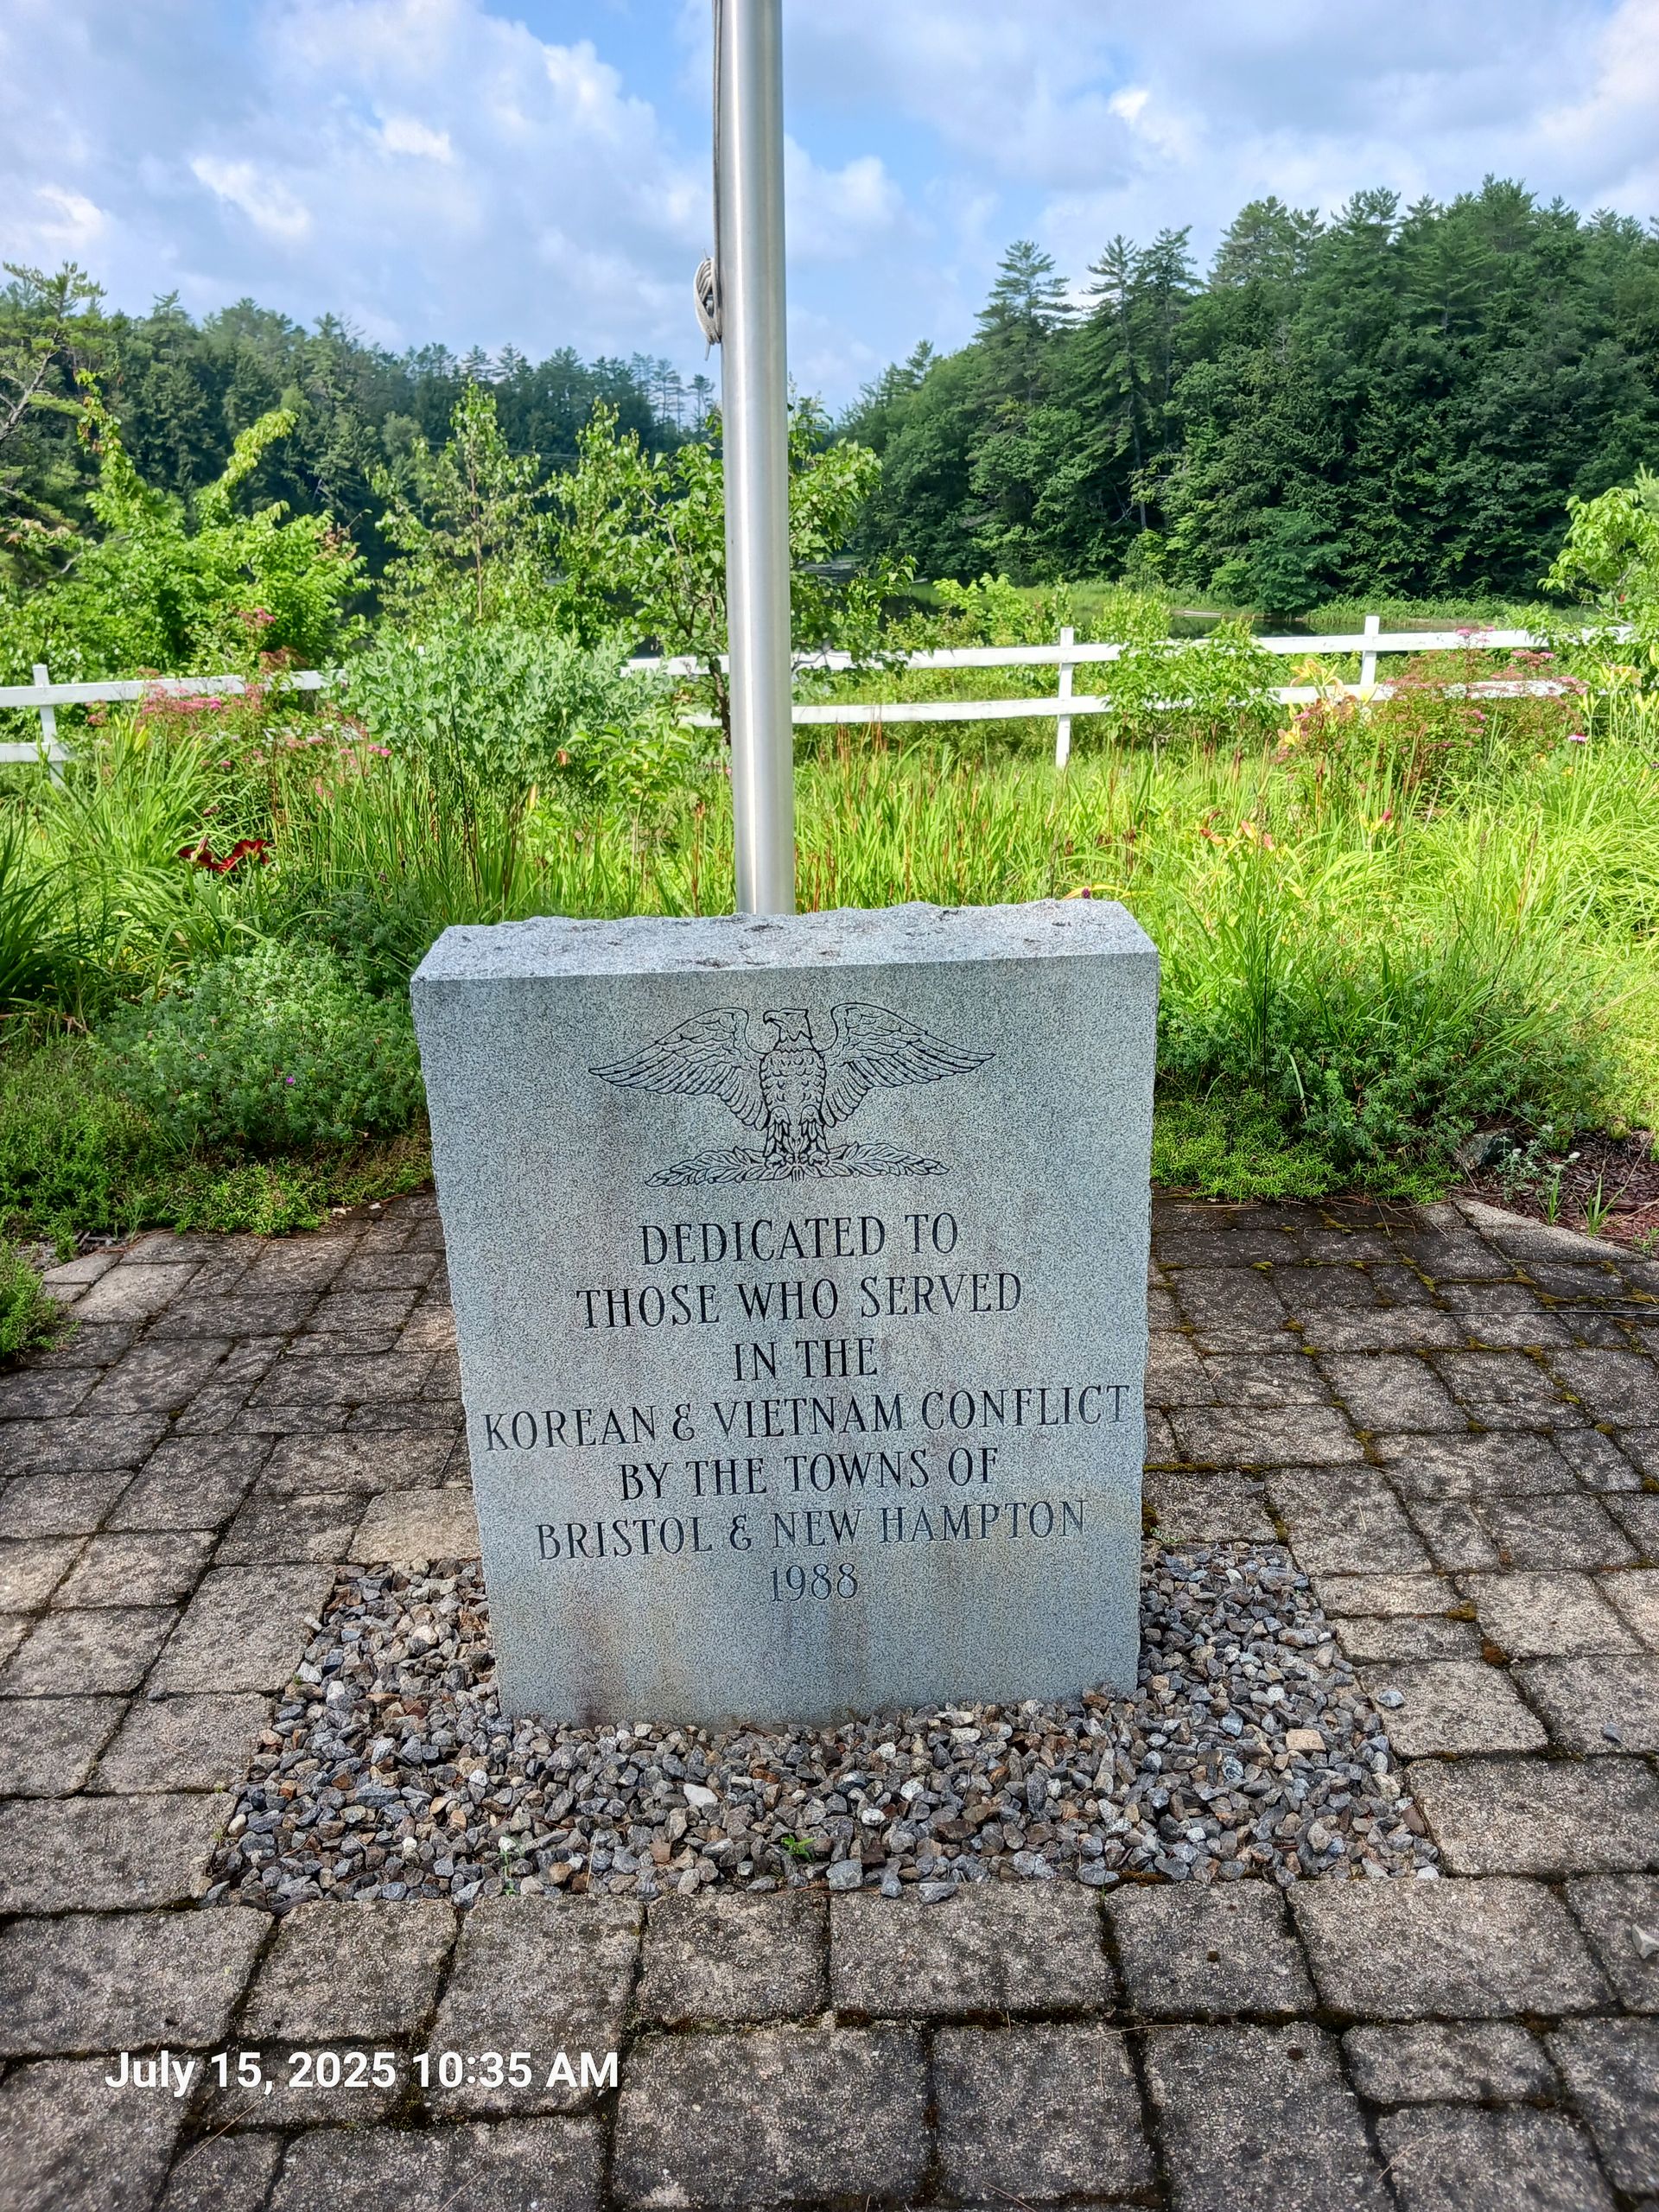 DEDICATED TO
THOSE WHO SERVED
IN THE
KOREAN & VIETNAM CONFLICT
BY THE TOWNS OF
BRISTOL & NEW HAMPTON
1988
July 15, 2025 10:35 AM